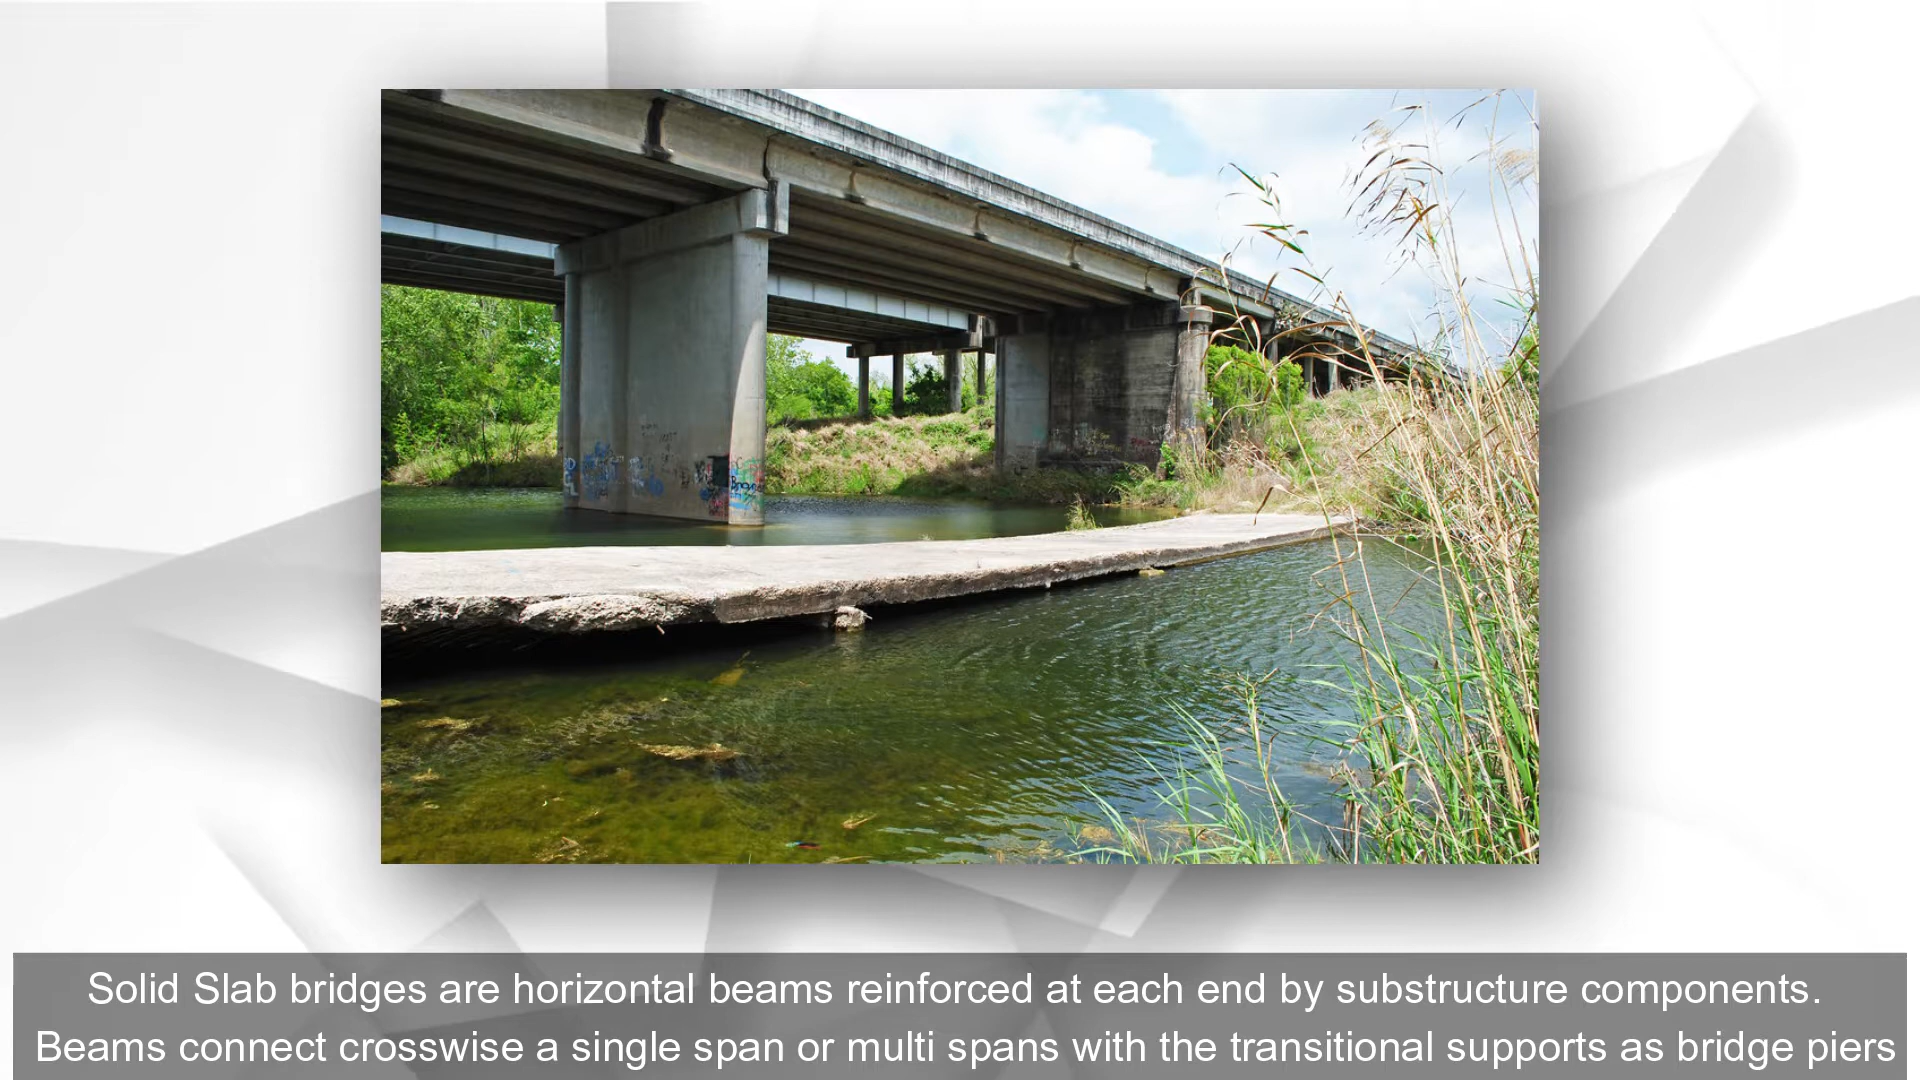 Solid Slab bridges are horizontal beams reinforced at each end by substructure components.
Beams connect crosswise a single span or multi spans with the transitional supports as bridge piers